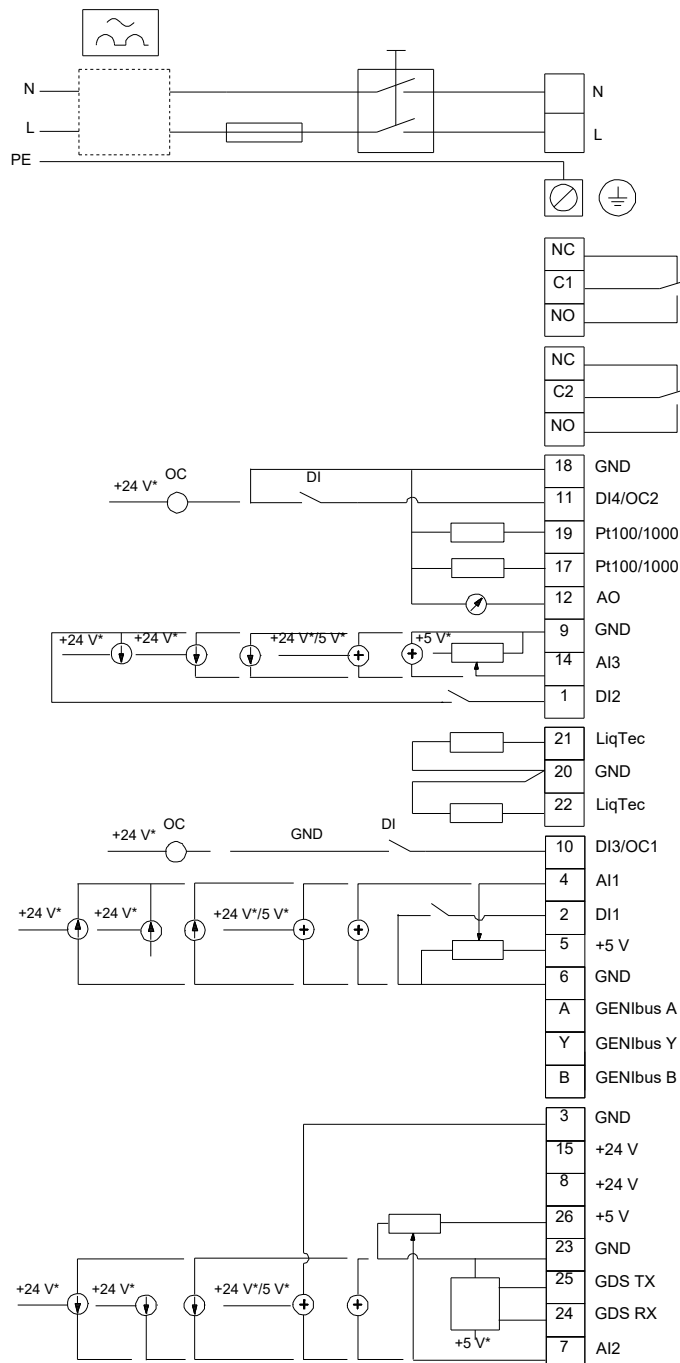 N
N
L
L
PE
NC
C1
NO
NC
C2
NO
18 GND
+24 V* OC DI 11 DI4/OC2
19 Pt100/1000
17 Pt100/1000
12 AO
9 GND
+24 V* +24 V* +24 V*/5 V* +5 V*
14 AI3
1 DI2
21 LiqTec
20 GND
22 LiqTec
+24 V* OC GND DI 10 DI3/OC1
4 AI1
+24 V* +24 V* +24 V*/5 V* 2 DI1
5 +5 V
6 GND
A GENIbus A
Y GENIbus Y
B GENIbus B
3 GND
15 +24 V
8 +24 V
26 +5 V
23 GND
25 GDS TX
+24 V* +24 V* +24 V*/5 V*
24 GDS RX
+5 V*
7 AI2